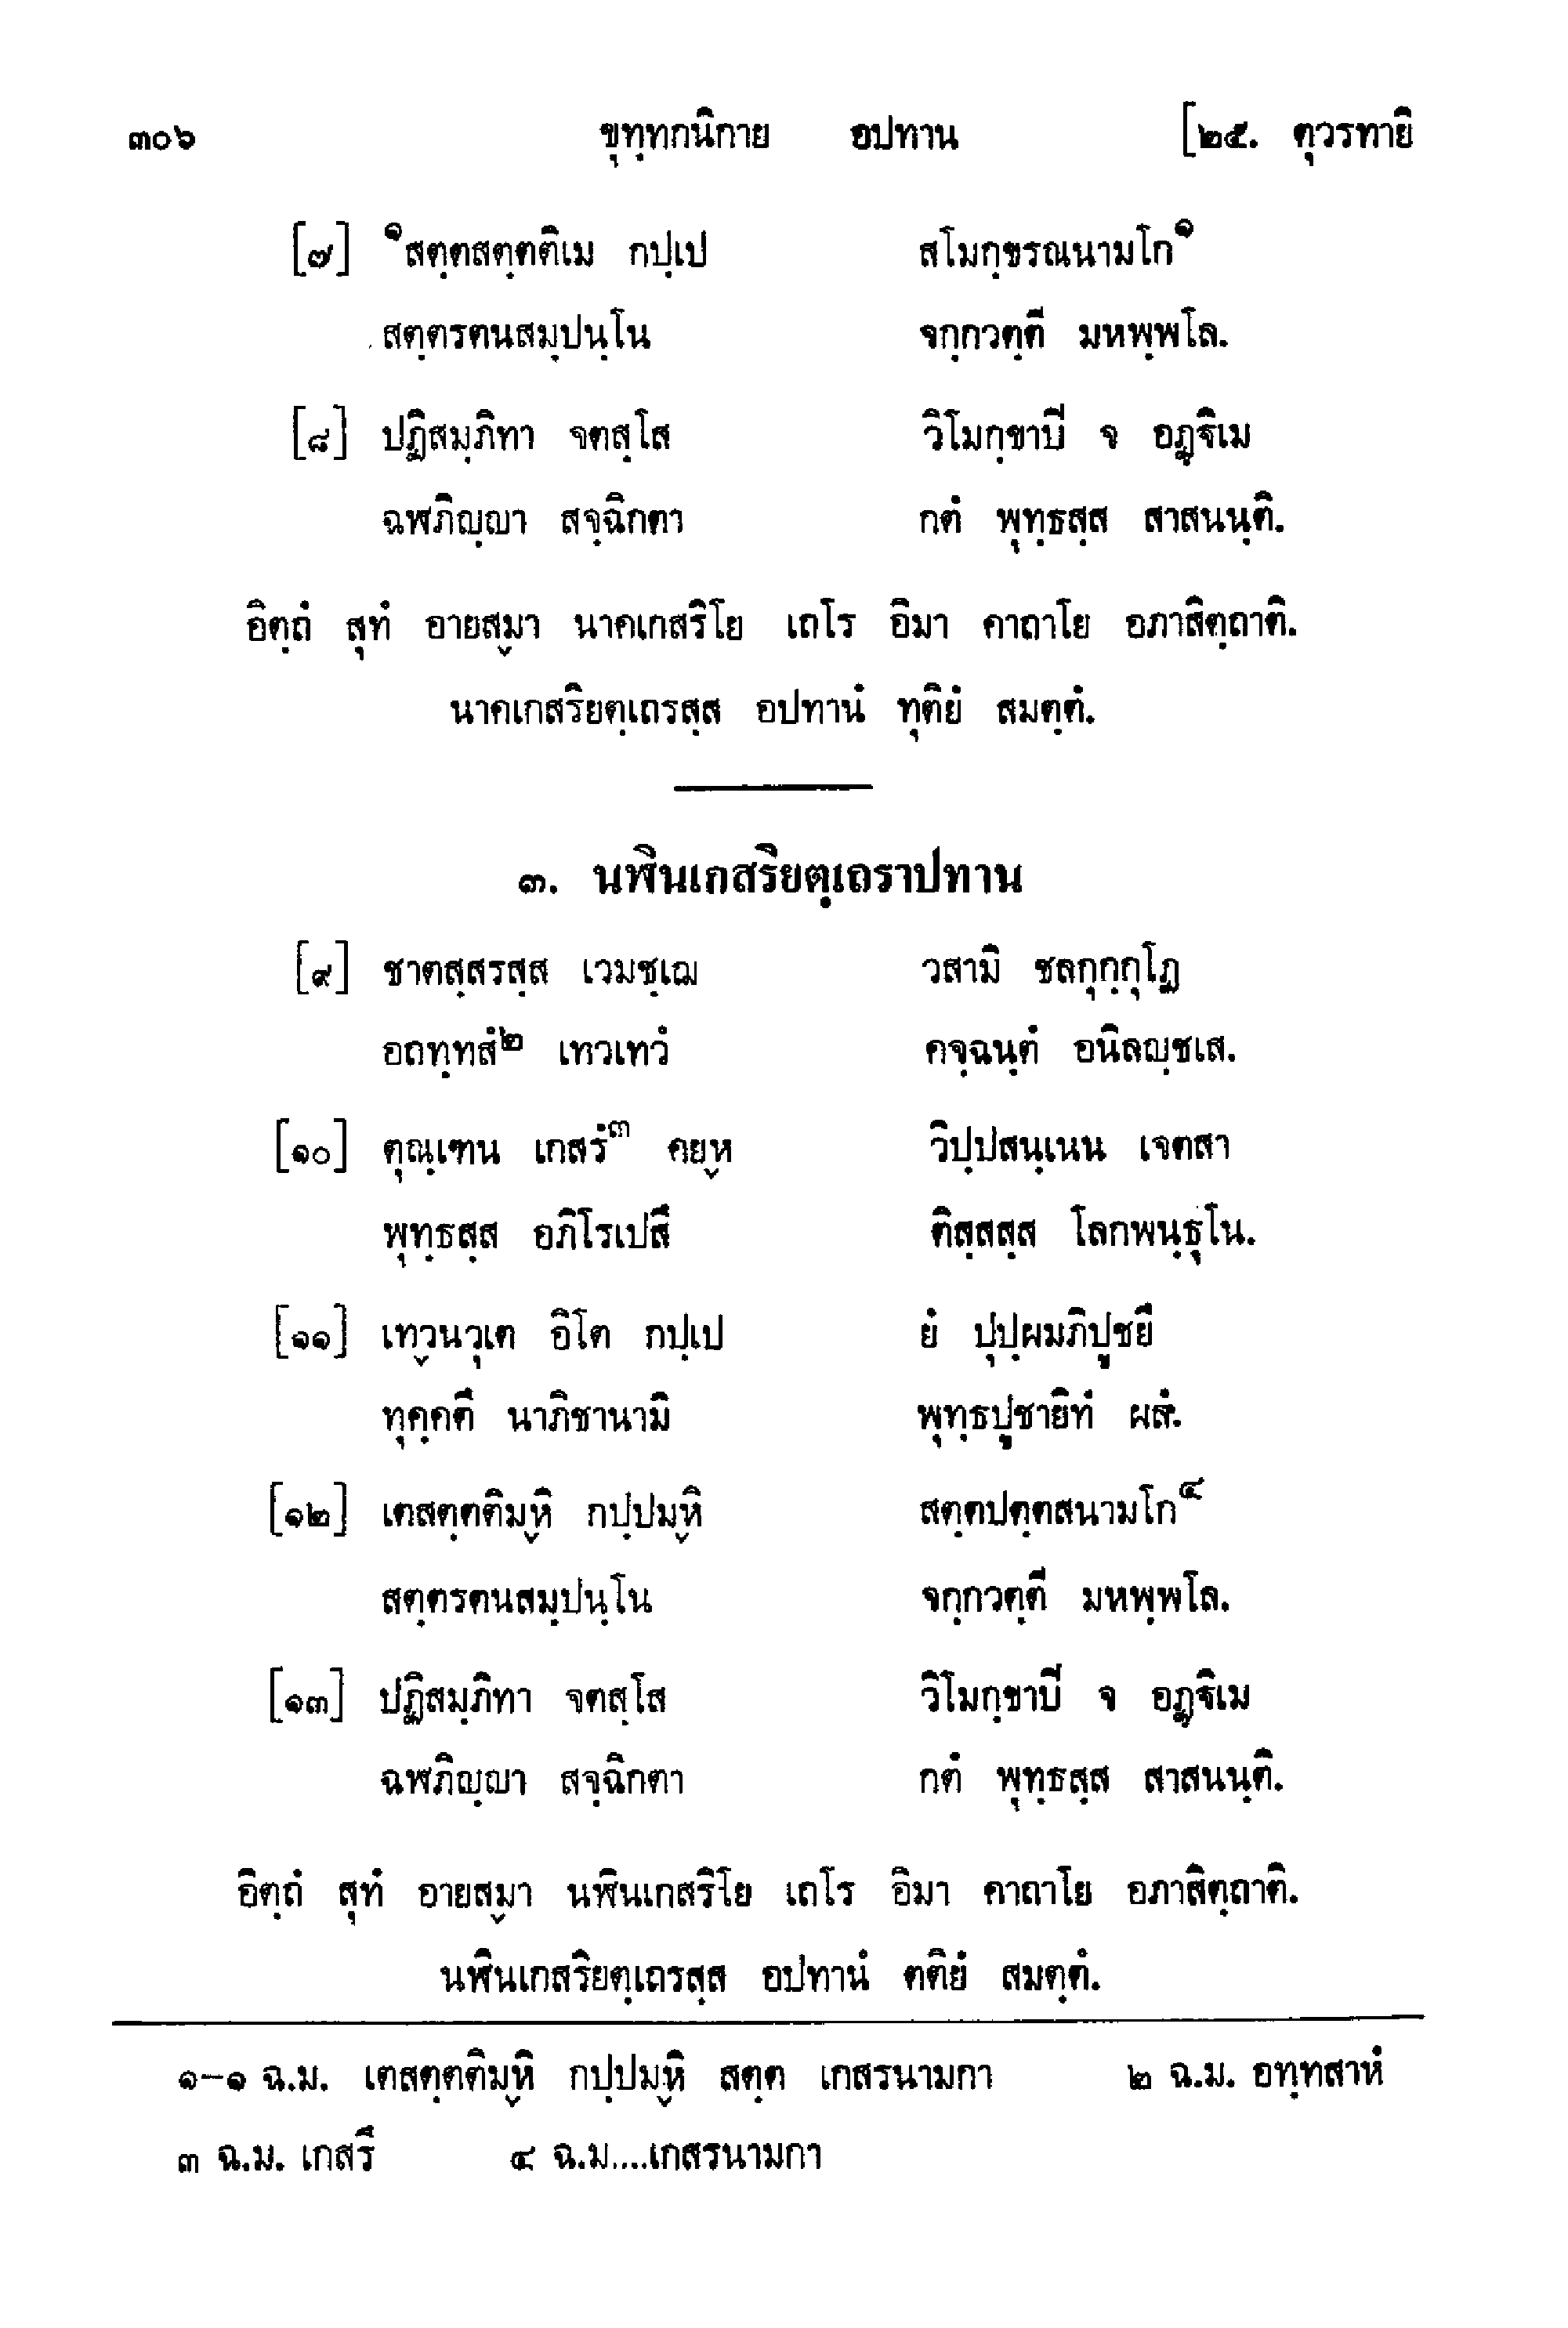 ๓๐๖ ขุทฺทกนิกาย อปทาน [๒๕. ตุวรทายิ
[๗] ๑สตฺตสตฺตติเม กปฺเป สโมกฺขรณนามโก๑
สตฺตรตนสมฺปนฺโน จกฺกวตฺตี มหพฺพโล.
[๘] ปฏิสมฺภิทา จตสฺโส วิโมกฺขาปิ จ อฏฺฐิเม
ฉฬภิญฺญา สจฺฉิกตา กตํ พุทฺธสฺส สาสนนฺติ.
อิตฺถํ สุทํ อายสฺมา นาคเกสริโย เถโร อิมา คาถาโย อภาสิตฺถาติ.
นาคเกสริยตฺเถรสฺส อปทานํ ทุติยํ สมตฺตํ.
๓. นฬินเกสริยตฺเถราปทาน
[๙] ชาตสฺสรสฺส เวมชฺเฌ วสามิ ชลกุกฺกุโฏ
อถทฺทสํ๒ เทวเทวํ คจฺฉนฺตํ อนิลญฺชเส.
[๑๐] ตุณฺเฑน เกสรํ๓ คยฺห วิปฺปสนฺเนน เจตสา
พุทฺธสฺส อภิโรเปสึ ติสฺสสฺส โลกพนฺธุโน.
[๑๑] เทฺวนวุเต อิโต กปฺเป ยํ ปุปฺผมภิปูชยึ
ทุคฺคตึ นาภิชานามิ พุทฺธปูชายิทํ ผลํ.
[๑๒] เตสตฺตติมฺหิ กปฺปมฺหิ สตฺตปตฺตสนามโก๔
สตฺตรตนสมฺปนฺโน จกฺกวตฺตี มหพฺพโล.
[๑๓] ปฏิสมฺภิทา จตสฺโส วิโมกฺขาปิ จ อฏฺฐิเม
ฉฬภิญฺญา สจฺฉิกตา กตํ พุทฺธสฺส สาสนนฺติ.
อิตฺถํ สุทํ อายสฺมา นฬินเกสริโย เถโร อิมา คาถาโย อภาสิตฺถาติ.
นฬินเกสริยตฺเถรสฺส อปทานํ ตติยํ สมตฺตํ.
๑-๑ ฉ.ม. เตสตฺตติมฺหิ กปฺปมฺหิ สตฺต เกสรนามกา ๒ ฉ.ม. อทฺทสาหํ
๓ ฉ.ม. เกสรึ ๔ ฉ.ม....เกสรนามกา